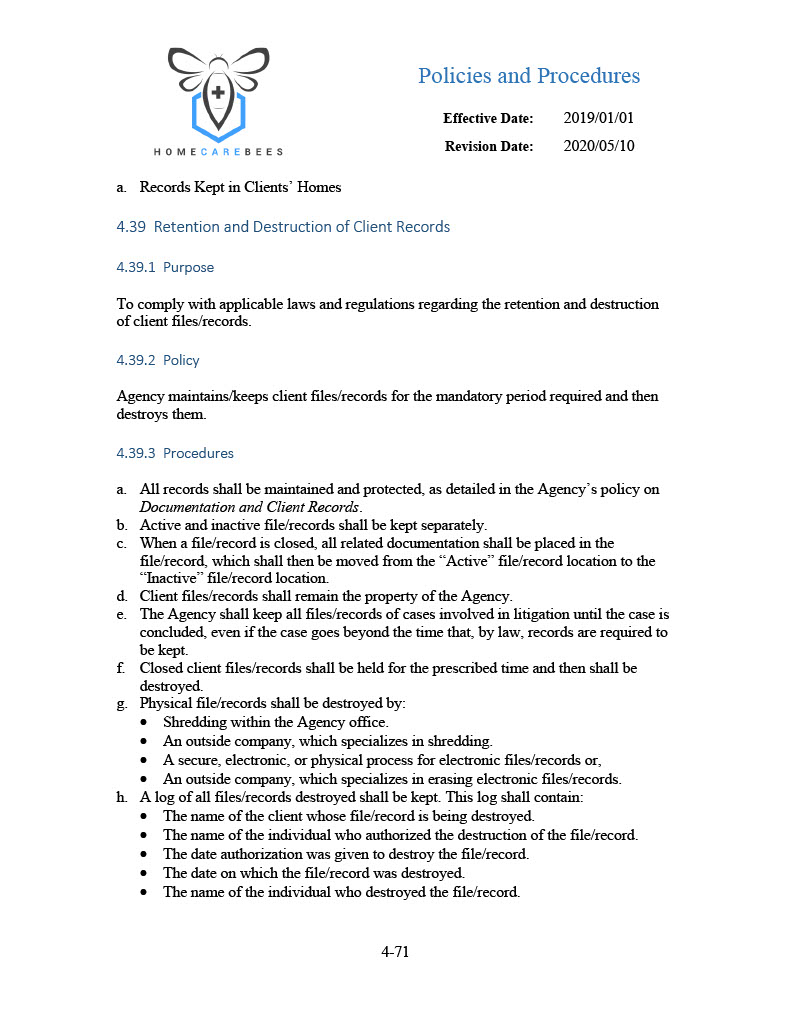 Policies and Procedures
Effective Date: 2019/01/01
Revision Date: 2020/05/10
HOMECAREBEES
a. Records Kept in Clients’ Homes
4.39 Retention and Destruction of Client Records
4.39.1 Purpose
To comply with applicable laws and regulations regarding the retention and destruction
of client files/records.
4.39.2 Policy
Agency maintains/keeps client files/records for the mandatory period required and then
destroys them.
4.39.3 Procedures
a. All records shall be maintained and protected, as detailed in the Agency’s policy on
Documentation and Client Records.
b. Active and inactive file/records shall be kept separately.
c. When a file/record is closed, all related documentation shall be placed in the
file/record, which shall then be moved from the “Active” file/record location to the
“Inactive” file/record location.
d. Client files/records shall remain the property of the Agency.
e. The Agency shall keep all files/records of cases involved in litigation until the case is
concluded, even if the case goes beyond the time that, by law, records are required to
be kept.
f. Closed client files/records shall be held for the prescribed time and then shall be
destroyed.
g. Physical file/records shall be destroyed by:
• Shredding within the Agency office.
• An outside company, which specializes in shredding.
• A secure, electronic, or physical process for electronic files/records or,
• An outside company, which specializes in erasing electronic files/records.
h. A log of all files/records destroyed shall be kept. This log shall contain:
• The name of the client whose file/record is being destroyed.
• The name of the individual who authorized the destruction of the file/record.
• The date authorization was given to destroy the file/record.
• The date on which the file/record was destroyed.
• The name of the individual who destroyed the file/record.
4-71